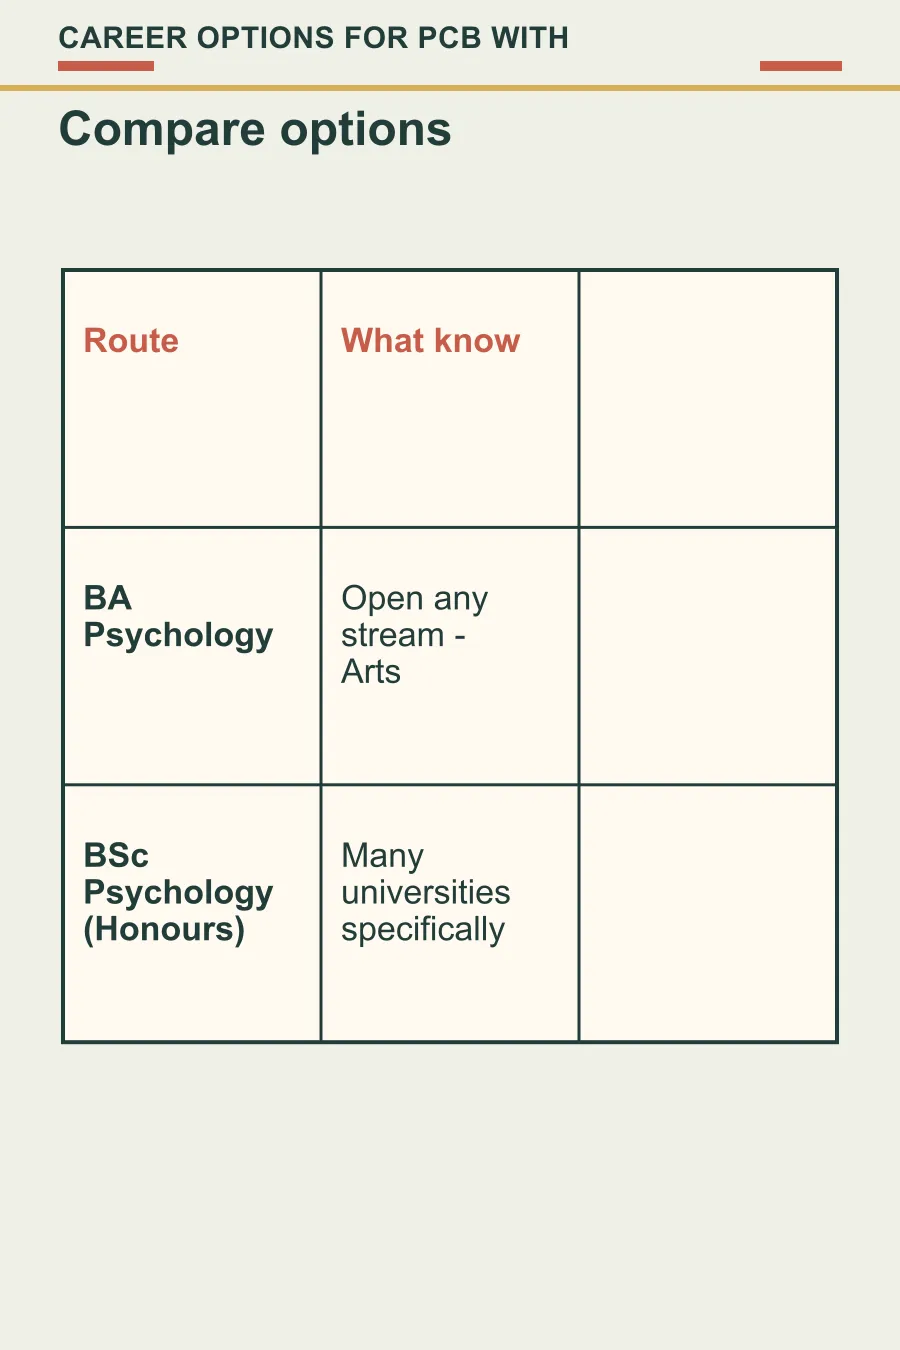 CAREER OPTIONS FOR PCB WITH
Compare options
Route
What know
BA
Psychology
Open any
stream -
Arts
BSc
Psychology
(Honours)
Many
universities
specifically